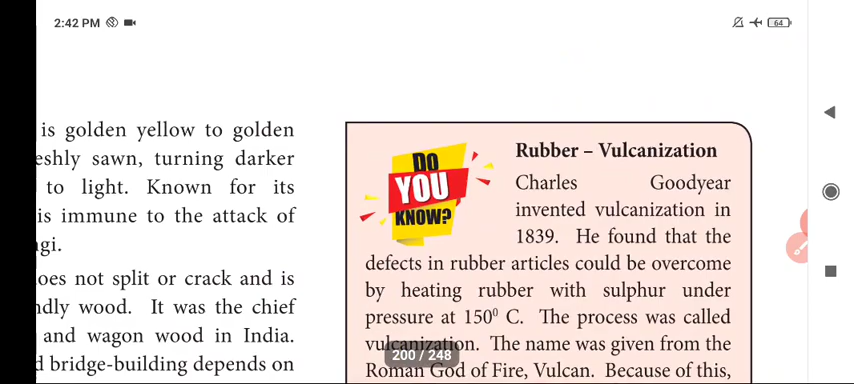 2:42 PM
64
is golden yellow to golden
eshly sawn, turning darker
to light. Known for its
is immune to the attack of
ngi.
oes not split or crack and is
ndly wood. It was the chief
and wagon wood in India.
d bridge-building depends on
DO
YOU
KNOW?
Rubber – Vulcanization
Charles Goodyear
invented vulcanization in
1839. He found that the
defects in rubber articles could be overcome
by heating rubber with sulphur under
pressure at 150⁰ C. The process was called
vulcanization. The name was given from the
Roman God of Fire, Vulcan. Because of this,
200 / 248